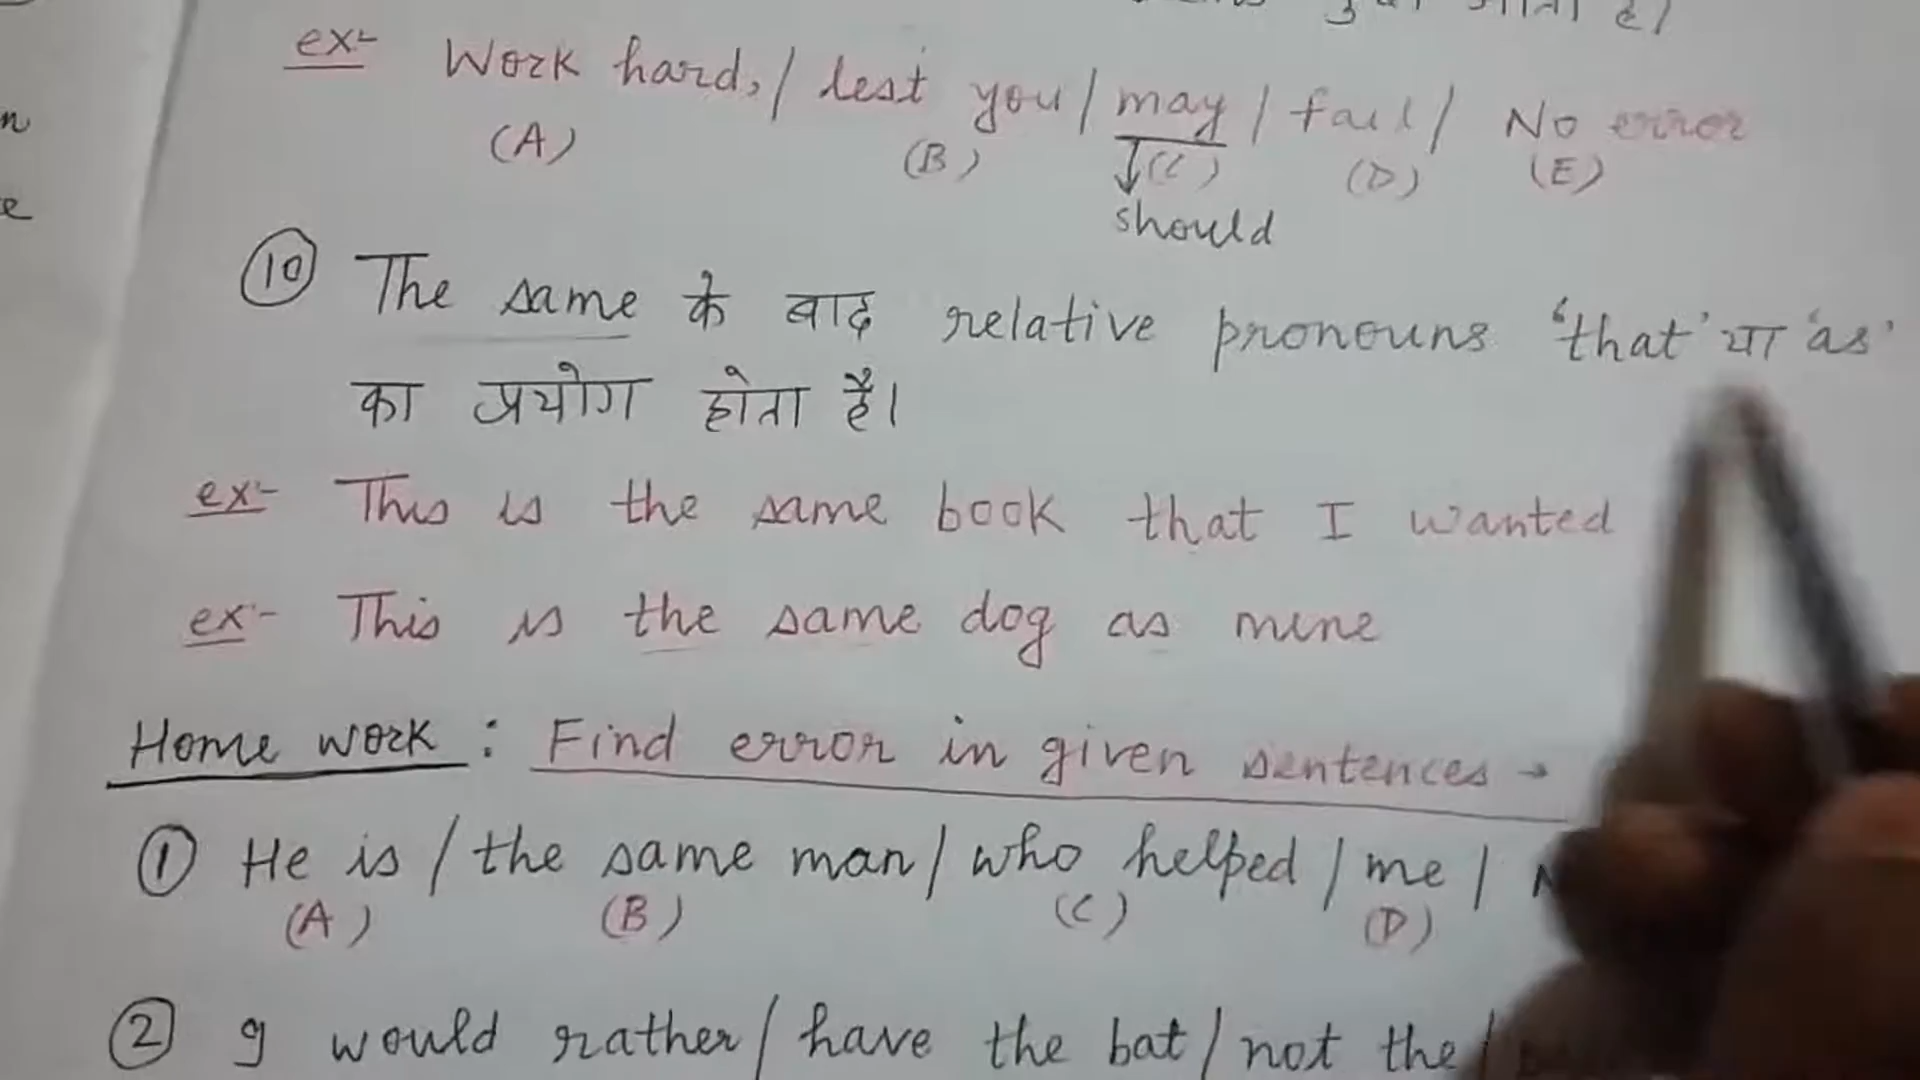 ex- Work hard, / lest you / may / fail / No error
(A) (B) (C) (D) (E)
should
10 The same के बाद relative pronouns 'that' या 'as'
का प्रयोग होता है।
ex- This is the same book that I wanted
ex- This is the same dog as mine
Home work : Find error in given sentences →
1 He is / the same man / who helped / me /
(A) (B) (C) (D)
2 I would rather / have the bat / not the /